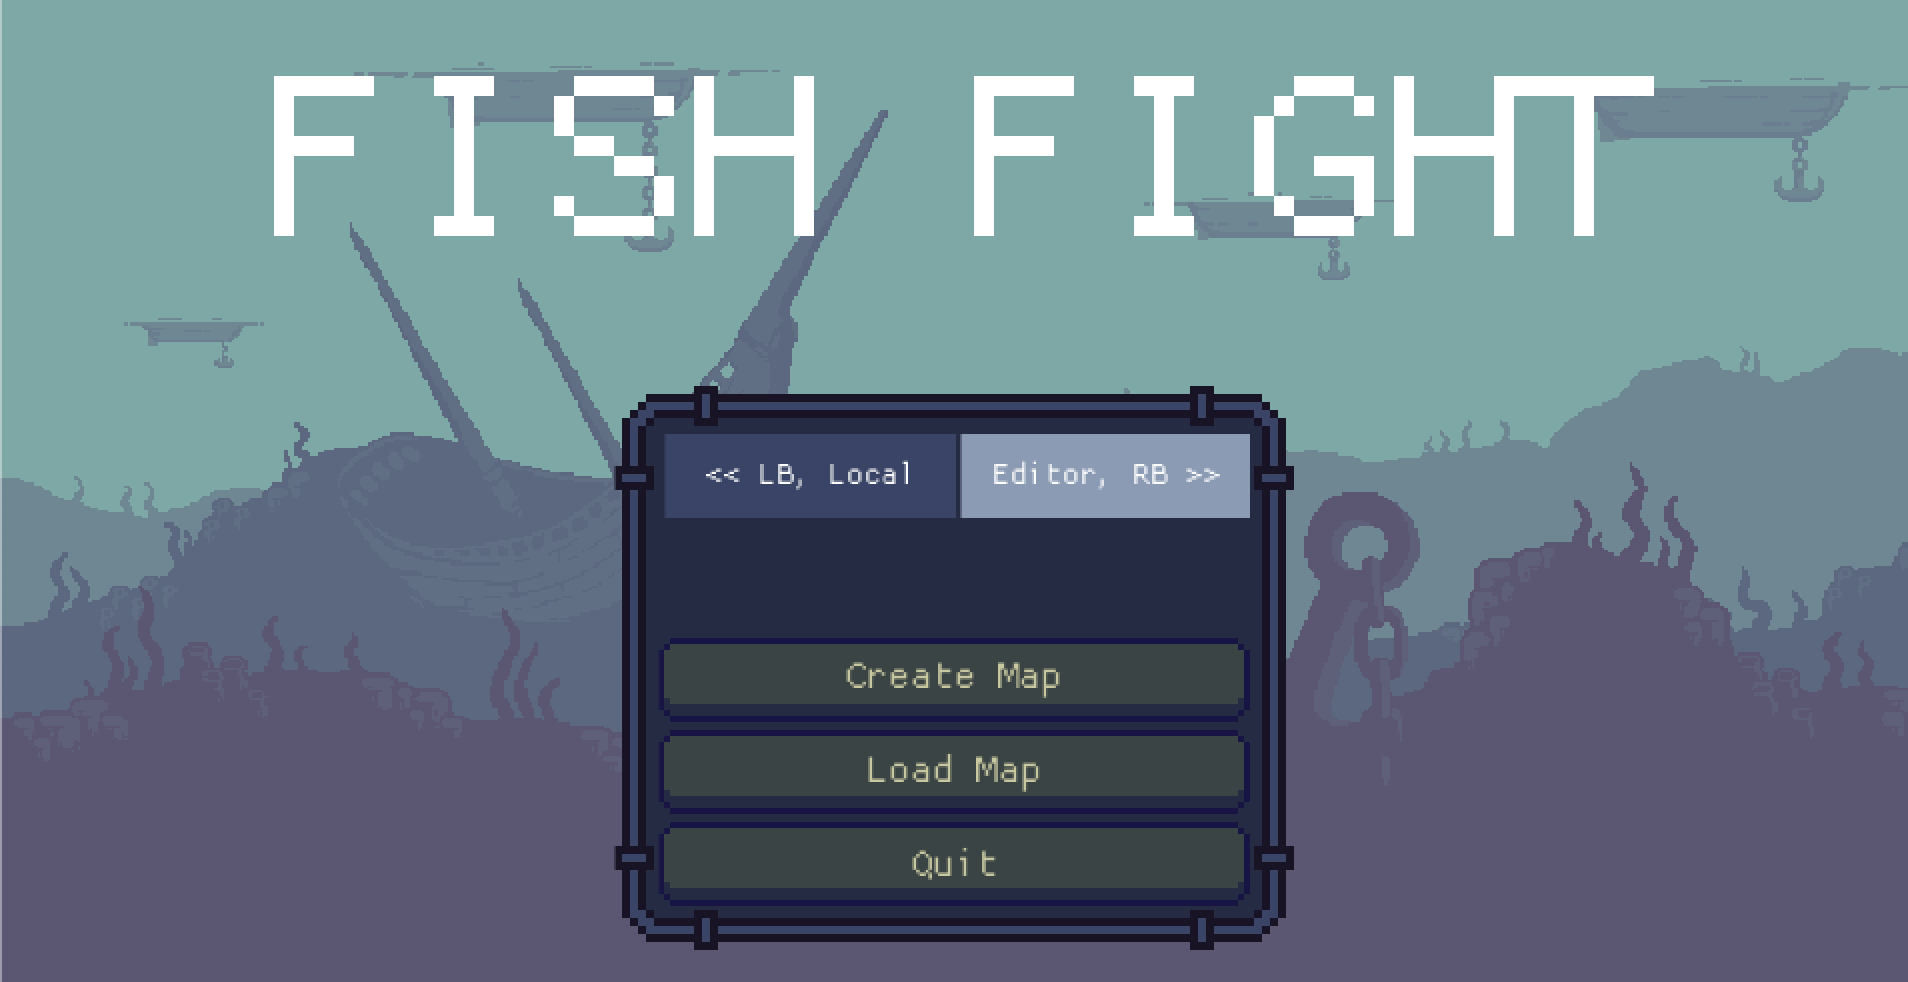 FISH FIGHT
<< LB, Local
Editor, RB >>
Create Map
Load Map
Quit